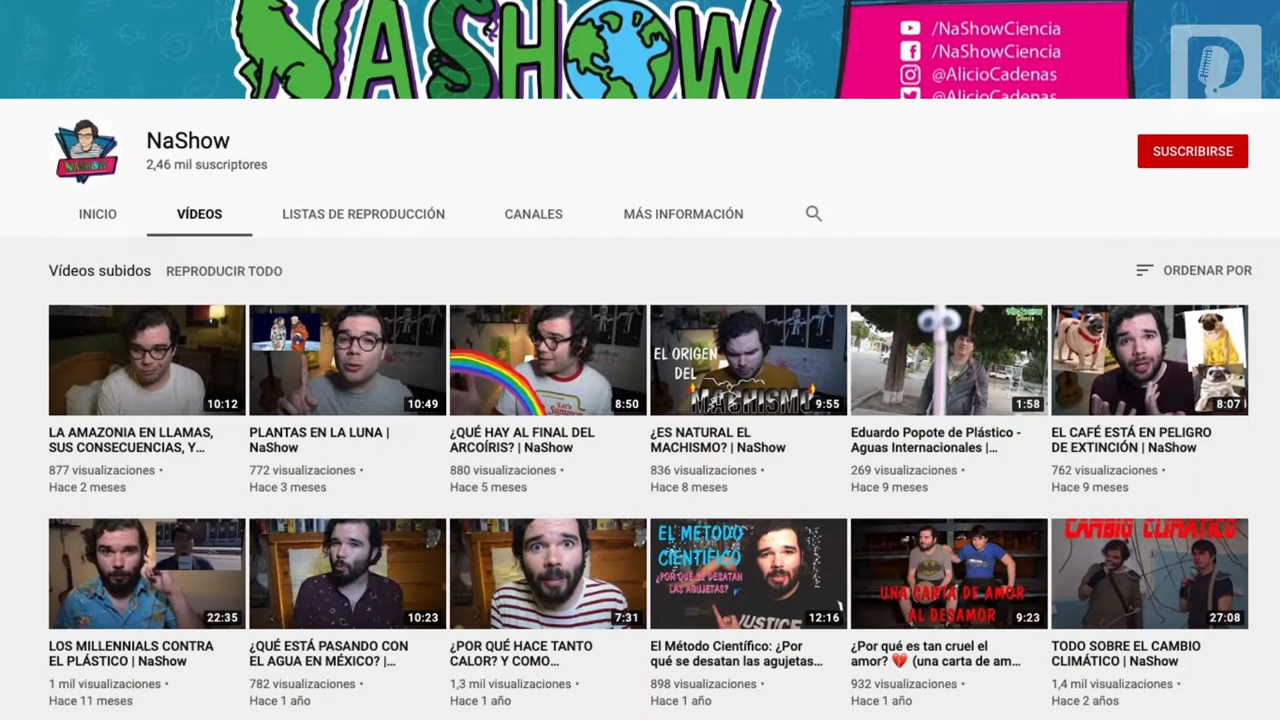 NASHOW
/NaShowCiencia
/NaShowCiencia
@AlicioCadenas
@AlicioCadenas
NaShow
2,46 mil suscriptores
SUSCRIBIRSE
INICIO
VÍDEOS
LISTAS DE REPRODUCCIÓN
CANALES
MÁS INFORMACIÓN
Vídeos subidos
REPRODUCIR TODO
ORDENAR POR
10:12
10:49
8:50
EL ORIGEN
DEL
MACHISMO
9:55
1:58
8:07
LA AMAZONIA EN LLAMAS,
SUS CONSECUENCIAS, Y...
877 visualizaciones •
Hace 2 meses
PLANTAS EN LA LUNA |
NaShow
772 visualizaciones •
Hace 3 meses
¿QUÉ HAY AL FINAL DEL
ARCOÍRIS? | NaShow
880 visualizaciones •
Hace 5 meses
¿ES NATURAL EL
MACHISMO? | NaShow
836 visualizaciones •
Hace 8 meses
Eduardo Popote de Plástico -
Aguas Internacionales |...
269 visualizaciones •
Hace 9 meses
EL CAFÉ ESTÁ EN PELIGRO
DE EXTINCIÓN | NaShow
762 visualizaciones •
Hace 9 meses
22:35
10:23
7:31
EL MÉTODO
CIENTIFICO
¿POR QUÉ SE DESATAN
LAS AGUJETAS?
JUSTICE
12:16
UNA CARTA DE AMOR
AL DESAMOR
9:23
CAMBIO CLIMÁTICO
27:08
LOS MILLENNIALS CONTRA
EL PLÁSTICO | NaShow
1 mil visualizaciones •
Hace 11 meses
¿QUÉ ESTÁ PASANDO CON
EL AGUA EN MÉXICO? |...
782 visualizaciones •
Hace 1 año
¿POR QUÉ HACE TANTO
CALOR? Y COMO...
1,3 mil visualizaciones •
Hace 1 año
El Método Científico: ¿Por
qué se desatan las agujetas...
898 visualizaciones •
Hace 1 año
¿Por qué es tan cruel el
amor? 💔 (una carta de am...
932 visualizaciones •
Hace 1 año
TODO SOBRE EL CAMBIO
CLIMÁTICO | NaShow
1,4 mil visualizaciones •
Hace 2 años